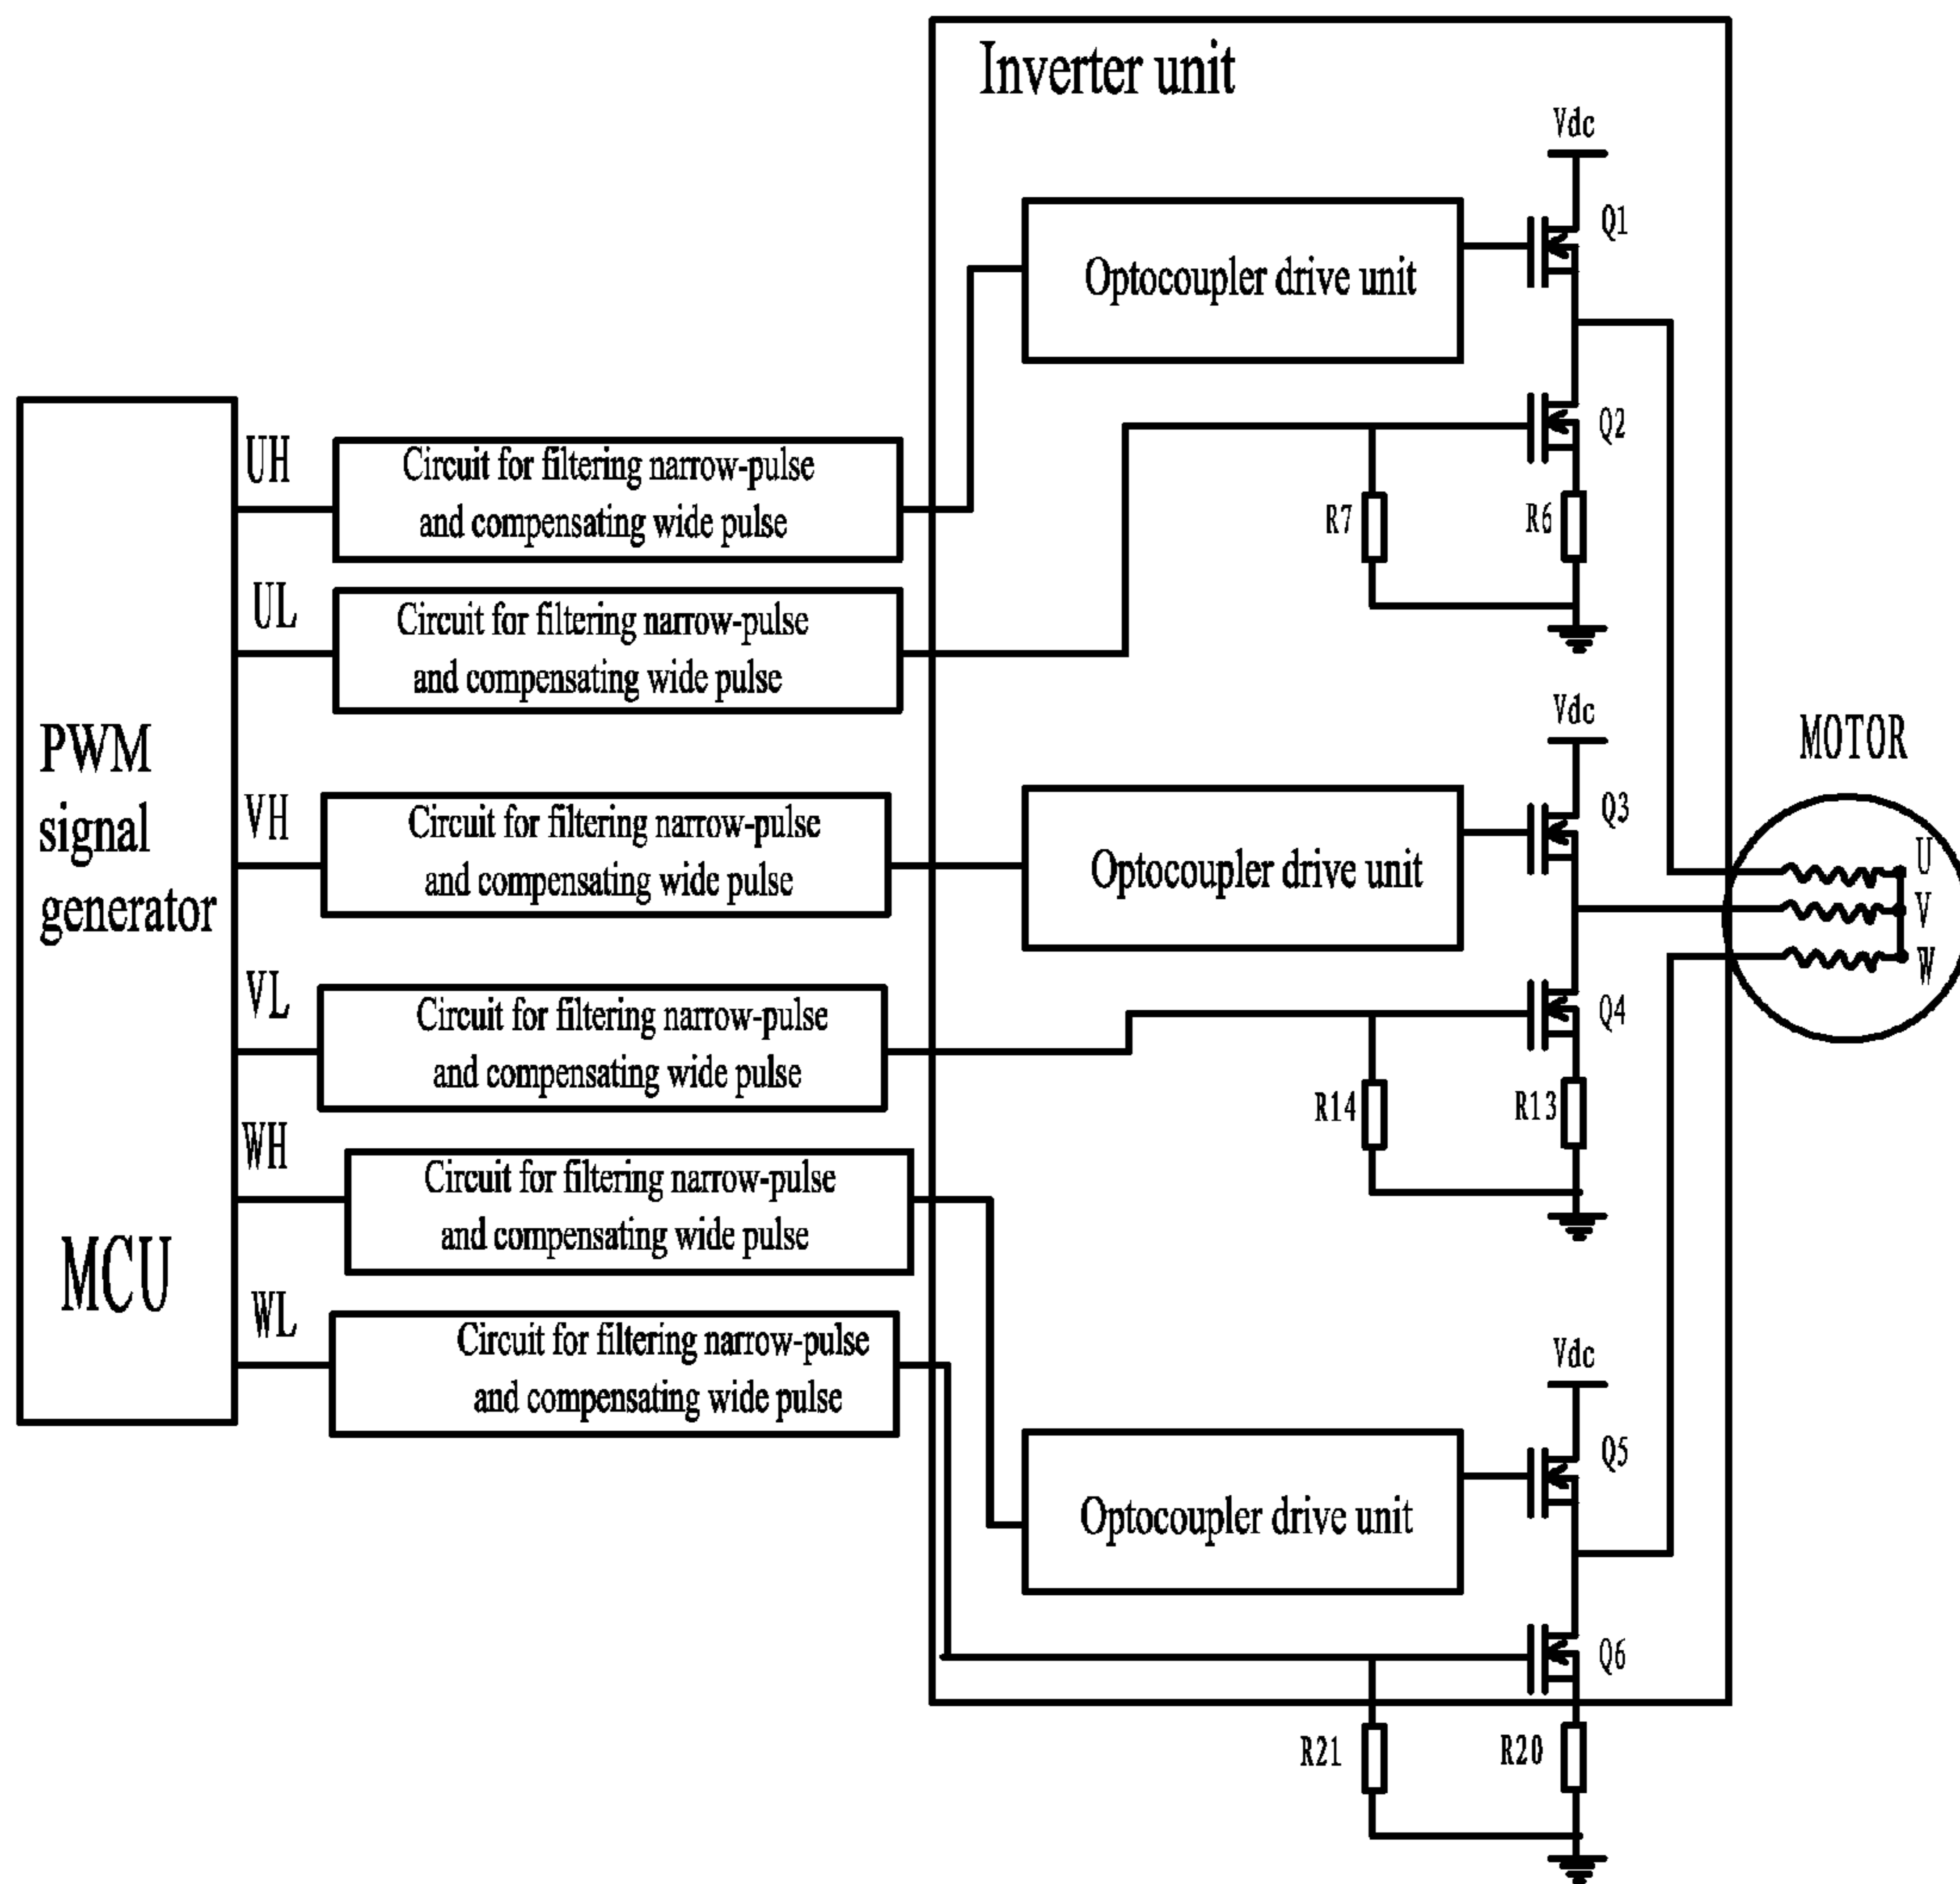 Inverter unit
Vdc
Q1
Optocoupler drive unit
Q2
R7
R6
UH
Circuit for filtering narrow-pulse
and compensating wide pulse
UL
Circuit for filtering narrow-pulse
and compensating wide pulse
PWM
signal
generator
MCU
VH
Circuit for filtering narrow-pulse
and compensating wide pulse
VL
Circuit for filtering narrow-pulse
and compensating wide pulse
WH
Circuit for filtering narrow-pulse
and compensating wide pulse
WL
Circuit for filtering narrow-pulse
and compensating wide pulse
Vdc
Q3
Optocoupler drive unit
Q4
R14
R13
MOTOR
U
V
W
Vdc
Q5
Optocoupler drive unit
Q6
R21
R20